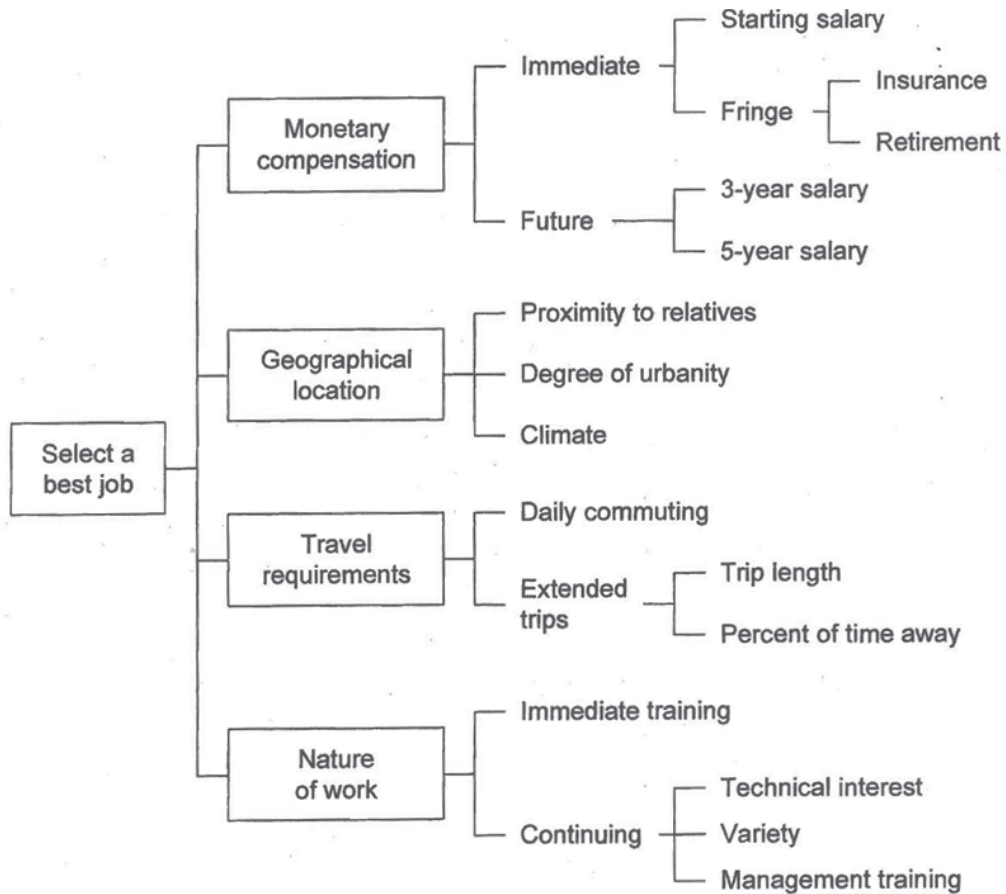 Starting salary
Immediate
Insurance
Fringe
Monetary
compensation
Retirement
3-year salary
Future
5-year salary
Proximity to relatives
Geographical
location
Degree of urbanity
Climate
Select a
best job
Daily commuting
Travel
requirements
Trip length
Extended
trips
Percent of time away
Immediate training
Nature
of work
Technical interest
Continuing
Variety
Management training